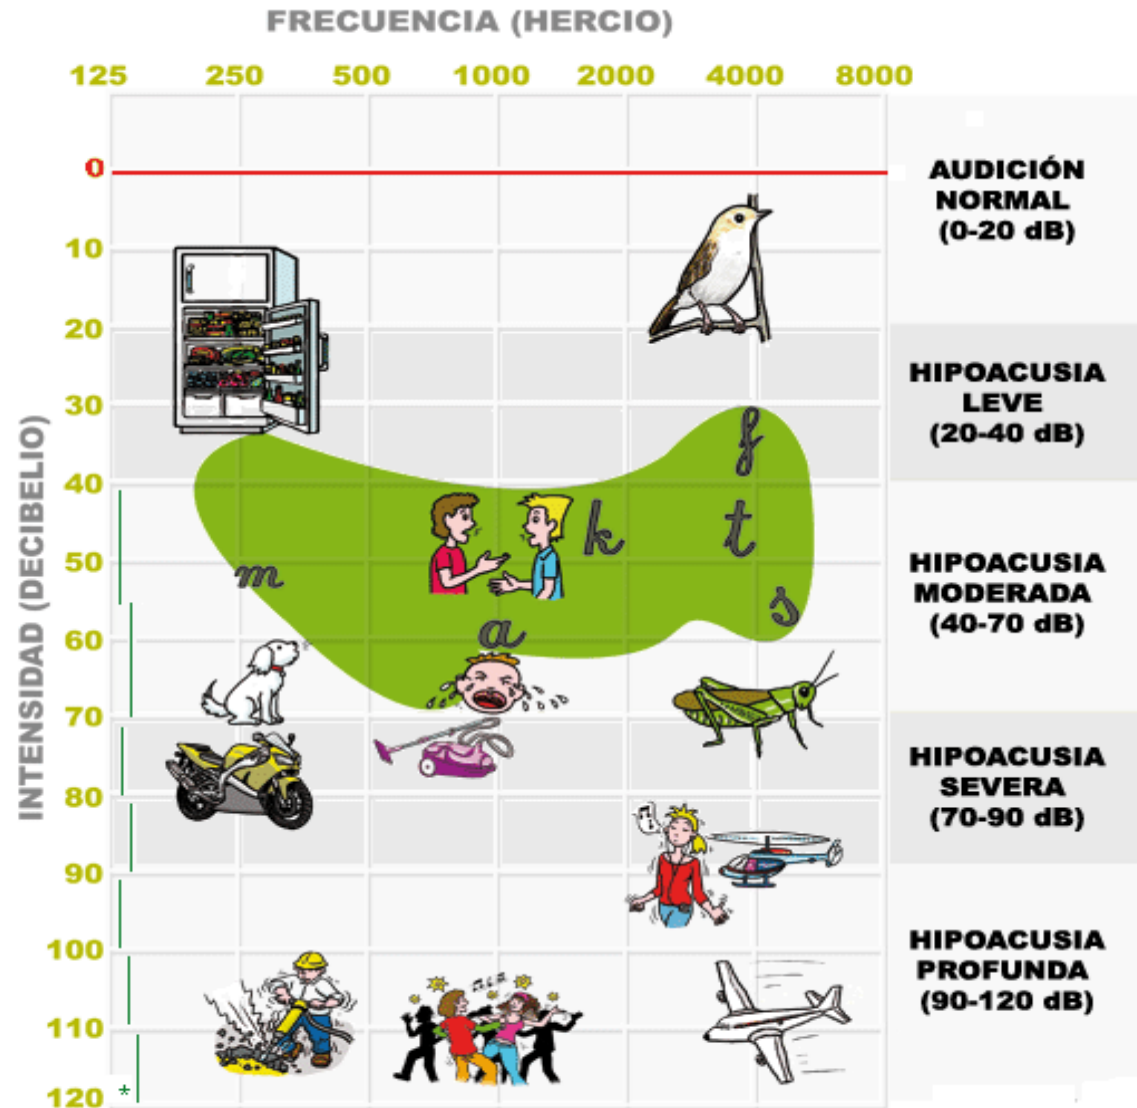 FRECUENCIA (HERCIO)
125 250 500 1000 2000 4000 8000
0
10
20
30
40
50
60
70
80
90
100
110
120
*
INTENSIDAD (DECIBELIO)
f
k
t
m
s
a
AUDICIÓN
NORMAL
(0-20 dB)
HIPOACUSIA
LEVE
(20-40 dB)
HIPOACUSIA
MODERADA
(40-70 dB)
HIPOACUSIA
SEVERA
(70-90 dB)
HIPOACUSIA
PROFUNDA
(90-120 dB)